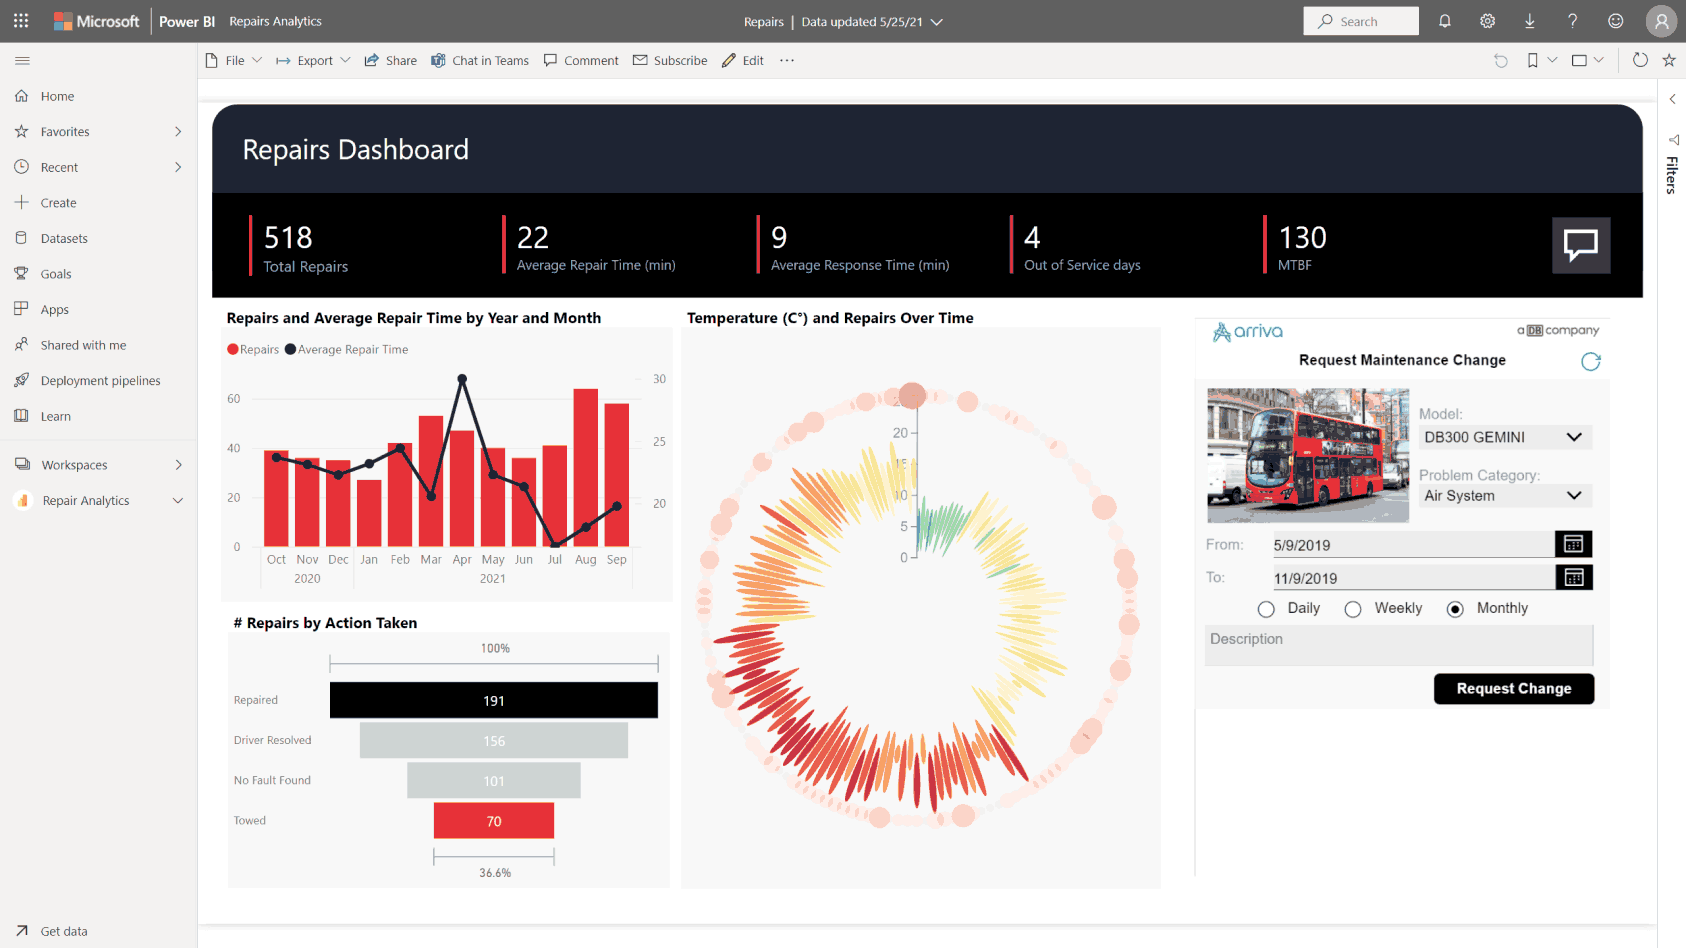 Microsoft Power BI Repairs Analytics Repairs | Data updated 5/25/21 Search
File Export Share Chat in Teams Comment Subscribe Edit ...
Home
Favorites
Recent
Create
Datasets
Goals
Apps
Shared with me
Deployment pipelines
Learn
Workspaces
Repair Analytics
Get data
Filters
Repairs Dashboard
518
Total Repairs
22
Average Repair Time (min)
9
Average Response Time (min)
4
Out of Service days
130
MTBF
Repairs and Average Repair Time by Year and Month
Repairs Average Repair Time
60
40
20
0
30
25
20
Oct Nov Dec Jan Feb Mar Apr May Jun Jul Aug Sep
2020 2021
# Repairs by Action Taken
100%
Repaired 191
Driver Resolved 156
No Fault Found 101
Towed 70
36.6%
Temperature (C°) and Repairs Over Time
20
15
10
5
0
arriva a DB company
Request Maintenance Change
Model:
DB300 GEMINI
Problem Category:
Air System
From: 5/9/2019
To: 11/9/2019
Daily Weekly Monthly
Description
Request Change